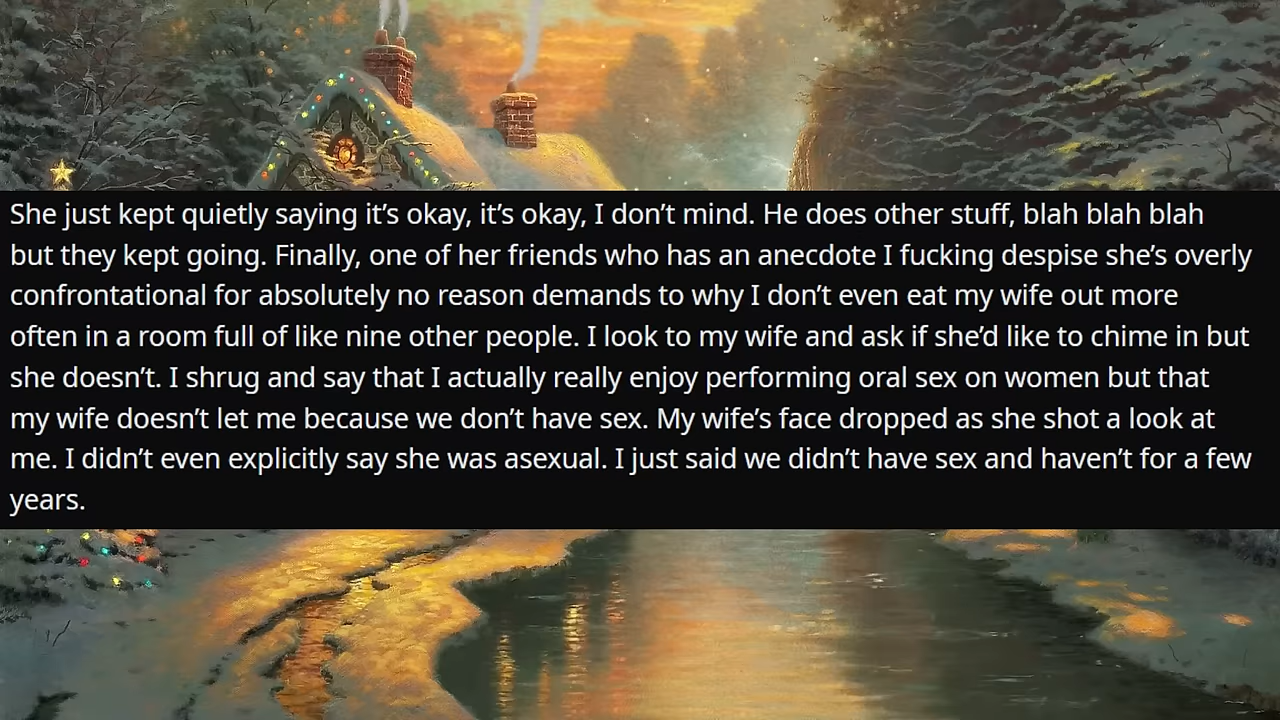 She just kept quietly saying it’s okay, it’s okay, I don’t mind. He does other stuff, blah blah blah
but they kept going. Finally, one of her friends who has an anecdote I fucking despise she’s overly
confrontational for absolutely no reason demands to why I don’t even eat my wife out more
often in a room full of like nine other people. I look to my wife and ask if she’d like to chime in but
she doesn’t. I shrug and say that I actually really enjoy performing oral sex on women but that
my wife doesn’t let me because we don’t have sex. My wife’s face dropped as she shot a look at
me. I didn’t even explicitly say she was asexual. I just said we didn’t have sex and haven’t for a few
years.